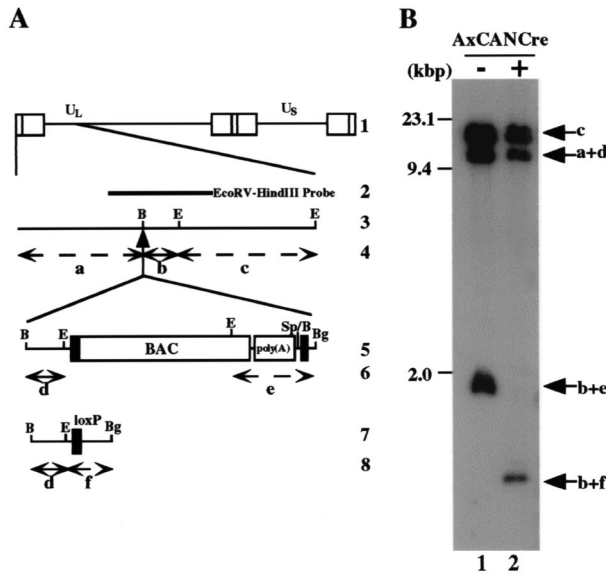 A
U_L
U_S
1
EcoRV-HindIII Probe
2
B E E
3
a b c
4
Sp/B
B E E Bg
BAC poly(A)
5
d e
6
loxP
B E Bg
7
d f
8
B
AxCANCre
(kbp) - +
23.1
c
a+d
9.4
2.0
b+e
b+f
1 2